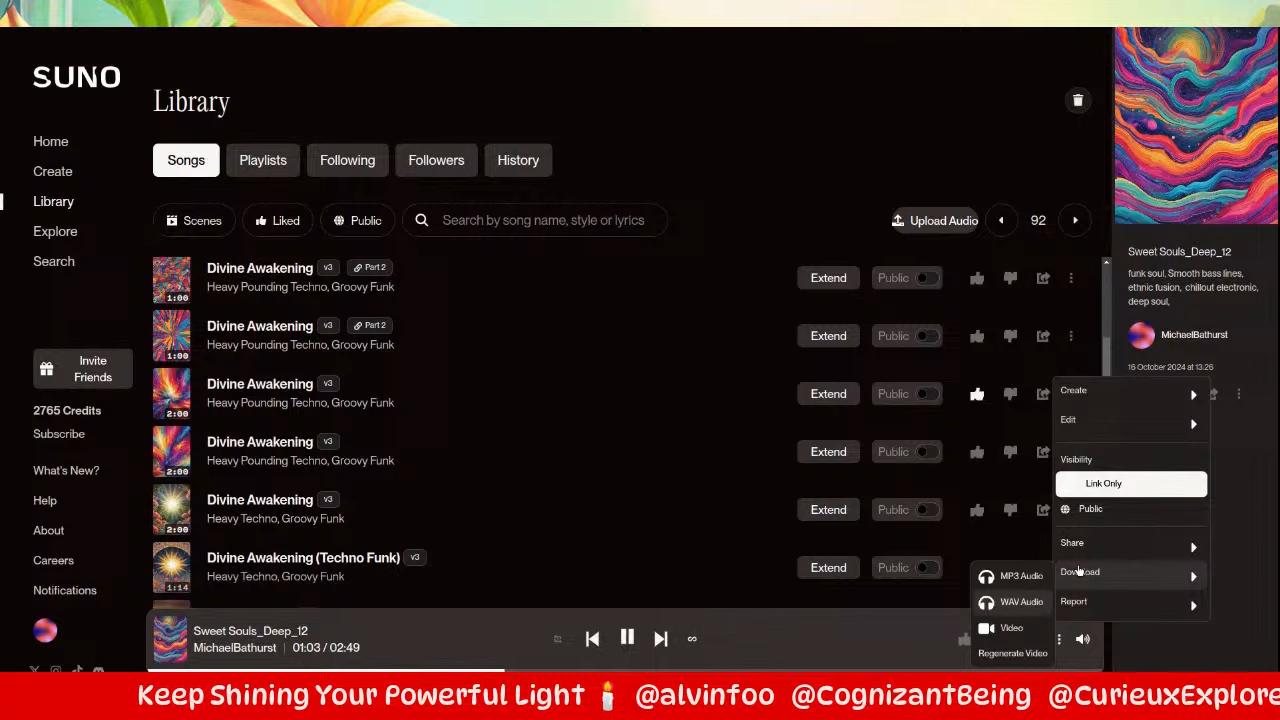 SUNO
Home
Create
Library
Explore
Search
Invite
Friends
2765 Credits
Subscribe
What's New?
Help
About
Careers
Notifications
Library
Songs
Playlists
Following
Followers
History
Scenes
Liked
Public
Search by song name, style or lyrics
Upload Audio
92
1:00
Divine Awakening v3 Part 2
Heavy Pounding Techno, Groovy Funk
Extend
Public
1:00
Divine Awakening v3 Part 2
Heavy Pounding Techno, Groovy Funk
Extend
Public
2:00
Divine Awakening v3
Heavy Pounding Techno, Groovy Funk
Extend
Public
2:00
Divine Awakening v3
Heavy Pounding Techno, Groovy Funk
Extend
Public
2:00
Divine Awakening v3
Heavy Techno, Groovy Funk
Extend
Public
1:14
Divine Awakening (Techno Funk) v3
Heavy Techno, Groovy Funk
Extend
Public
Sweet Souls_Deep_12
MichaelBathurst | 01:03 / 02:49
Sweet Souls_Deep_12
funk soul, Smooth bass lines,
ethnic fusion, chillout electronic,
deep soul,
MichaelBathurst
16 October 2024 at 13.26
Create
Edit
Visibility
Link Only
Public
Share
Download
Report
MP3 Audio
WAV Audio
Video
Regenerate Video
Keep Shining Your Powerful Light 🕯️ @alvinfoo @CognizantBeing @CurieuxExplore